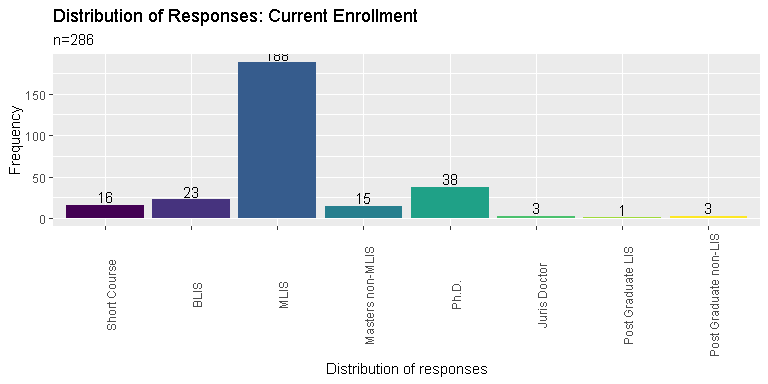 Distribution of Responses: Current Enrollment
n=286
Frequency
150
100
50
0
16
23
188
15
38
3
1
3
Short Course
BLIS
MLIS
Masters non-MLIS
Ph.D.
Juris Doctor
Post Graduate LIS
Post Graduate non-LIS
Distribution of responses